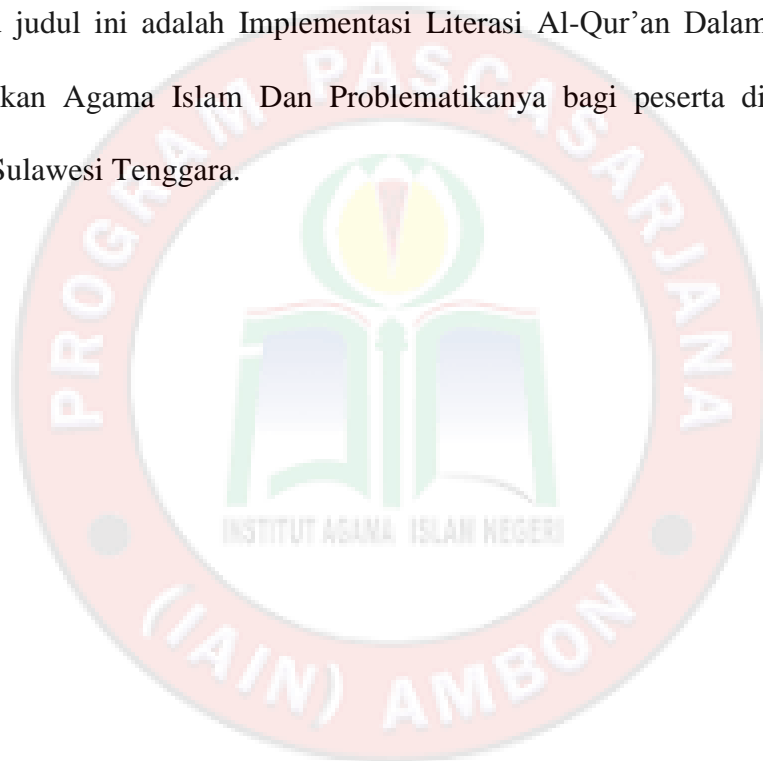 judul ini adalah Implementasi Literasi Al-Qur’an Dalam
kan Agama Islam Dan Problematikanya bagi peserta di
Sulawesi Tenggara.
PROGRAM PASCASARJANA
INSTITUT AGAMA ISLAM NEGERI
(IAIN) AMBON